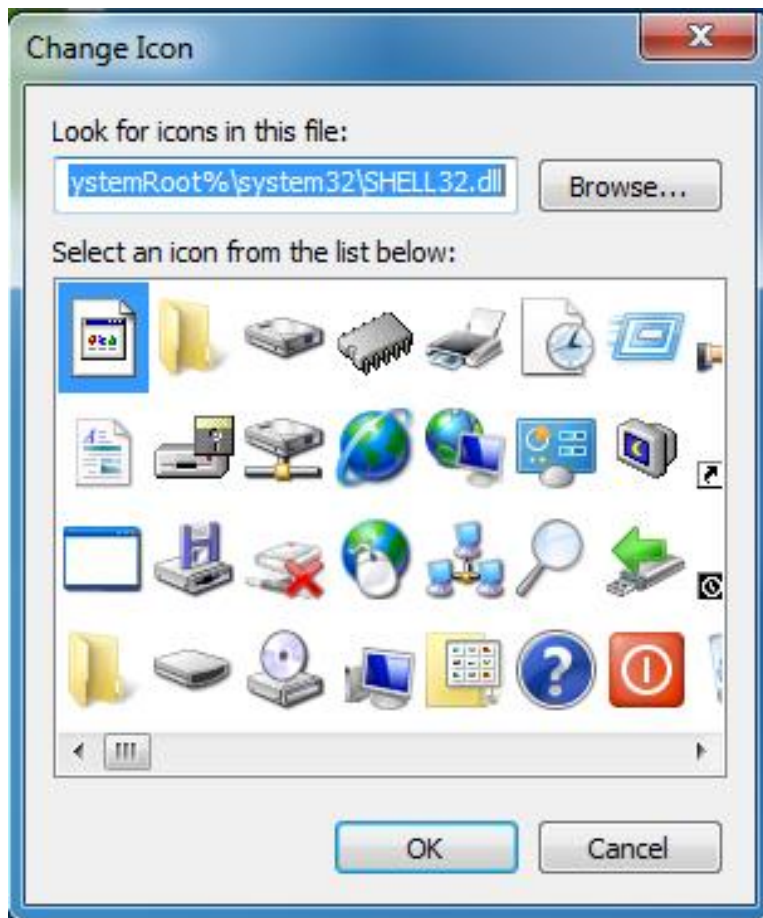 Change Icon
Look for icons in this file:
ystemRoot%\system32\SHELL32.dll
Browse...
Select an icon from the list below:
OK
Cancel